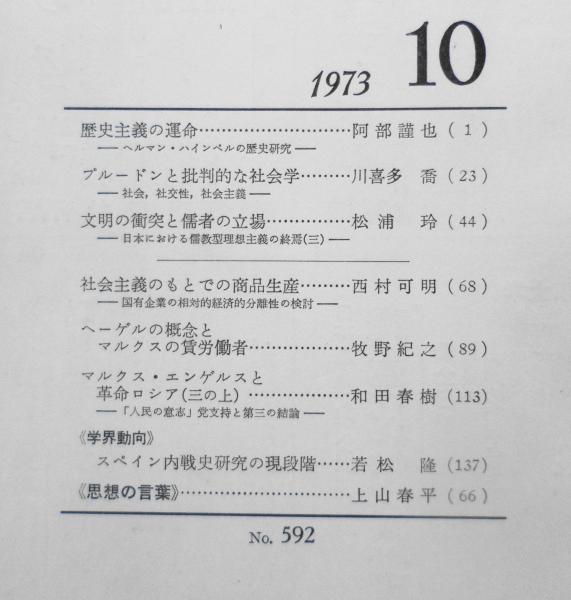 1973 10
歴史主義の運命…………………………阿部謹也 ( 1 )
── ヘルマン・ハインペルの歴史研究 ──
プルードンと批判的な社会学………川喜多 喬 (23)
── 社会，社交性，社会主義 ──
文明の衝突と儒者の立場……………松浦 玲 (44)
── 日本における儒教型理想主義の終焉(三) ──
社会主義のもとでの商品生産………西村可明 (68)
── 国有企業の相対的経済的分離性の検討 ──
ヘーゲルの概念と
マルクスの賃労働者………………牧野紀之 (89)
マルクス・エンゲルスと
革命ロシア(三の上) ………………和田春樹 (113)
── 「人民の意志」党支持と第三の結論 ──
《学界動向》
スペイン内戦史研究の現段階……若松 隆 (137)
《思想の言葉》…………………………上山春平 (66)
No. 592